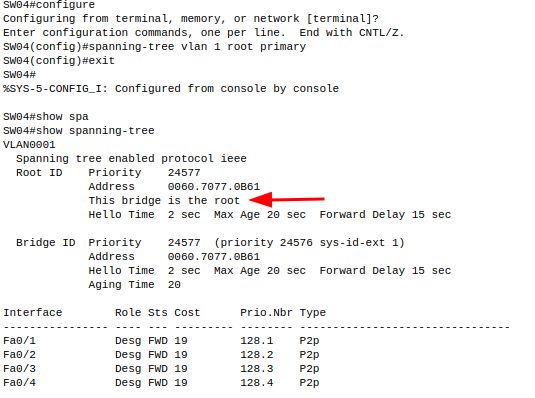 SW04#configure
Configuring from terminal, memory, or network [terminal]?
Enter configuration commands, one per line.  End with CNTL/Z.
SW04(config)#spanning-tree vlan 1 root primary
SW04(config)#exit
SW04#
%SYS-5-CONFIG_I: Configured from console by console
SW04#show spa
SW04#show spanning-tree
VLAN0001
  Spanning tree enabled protocol ieee
  Root ID    Priority    24577
             Address     0060.7077.0B61
             This bridge is the root
             Hello Time  2 sec  Max Age 20 sec  Forward Delay 15 sec
  Bridge ID  Priority    24577  (priority 24576 sys-id-ext 1)
             Address     0060.7077.0B61
             Hello Time  2 sec  Max Age 20 sec  Forward Delay 15 sec
             Aging Time  20
Interface        Role Sts Cost      Prio.Nbr Type
---------------- ---- --- --------- -------- --------------------------------
Fa0/1            Desg FWD 19        128.1    P2p
Fa0/2            Desg FWD 19        128.2    P2p
Fa0/3            Desg FWD 19        128.3    P2p
Fa0/4            Desg FWD 19        128.4    P2p